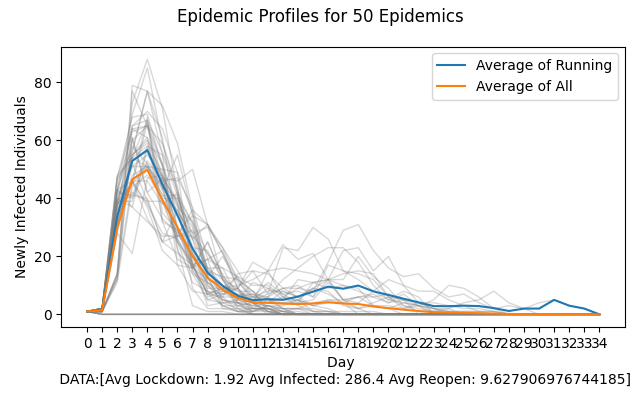 Epidemic Profiles for 50 Epidemics
Average of Running
Average of All
Newly Infected Individuals
80
60
40
20
0
0 1 2 3 4 5 6 7 8 9 10 11 12 13 14 15 16 17 18 19 20 21 22 23 24 25 26 27 28 29 30 31 32 33 34
Day
DATA:[Avg Lockdown: 1.92 Avg Infected: 286.4 Avg Reopen: 9.627906976744185]